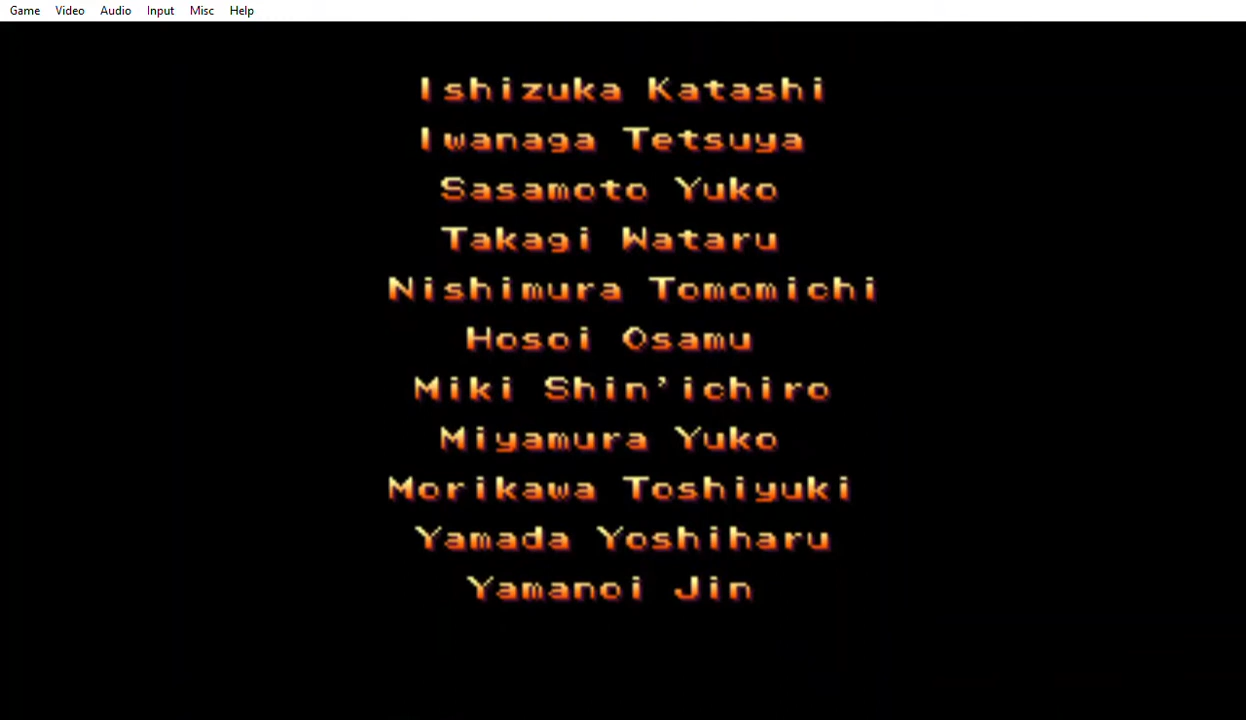 Game Video Audio Input Misc Help
Ishizuka Katashi
Iwanaga Tetsuya
Sasamoto Yuko
Takagi Wataru
Nishimura Tomomichi
Hosoi Osamu
Miki Shin'ichiro
Miyamura Yuko
Morikawa Toshiyuki
Yamada Yoshiharu
Yamanoi Jin